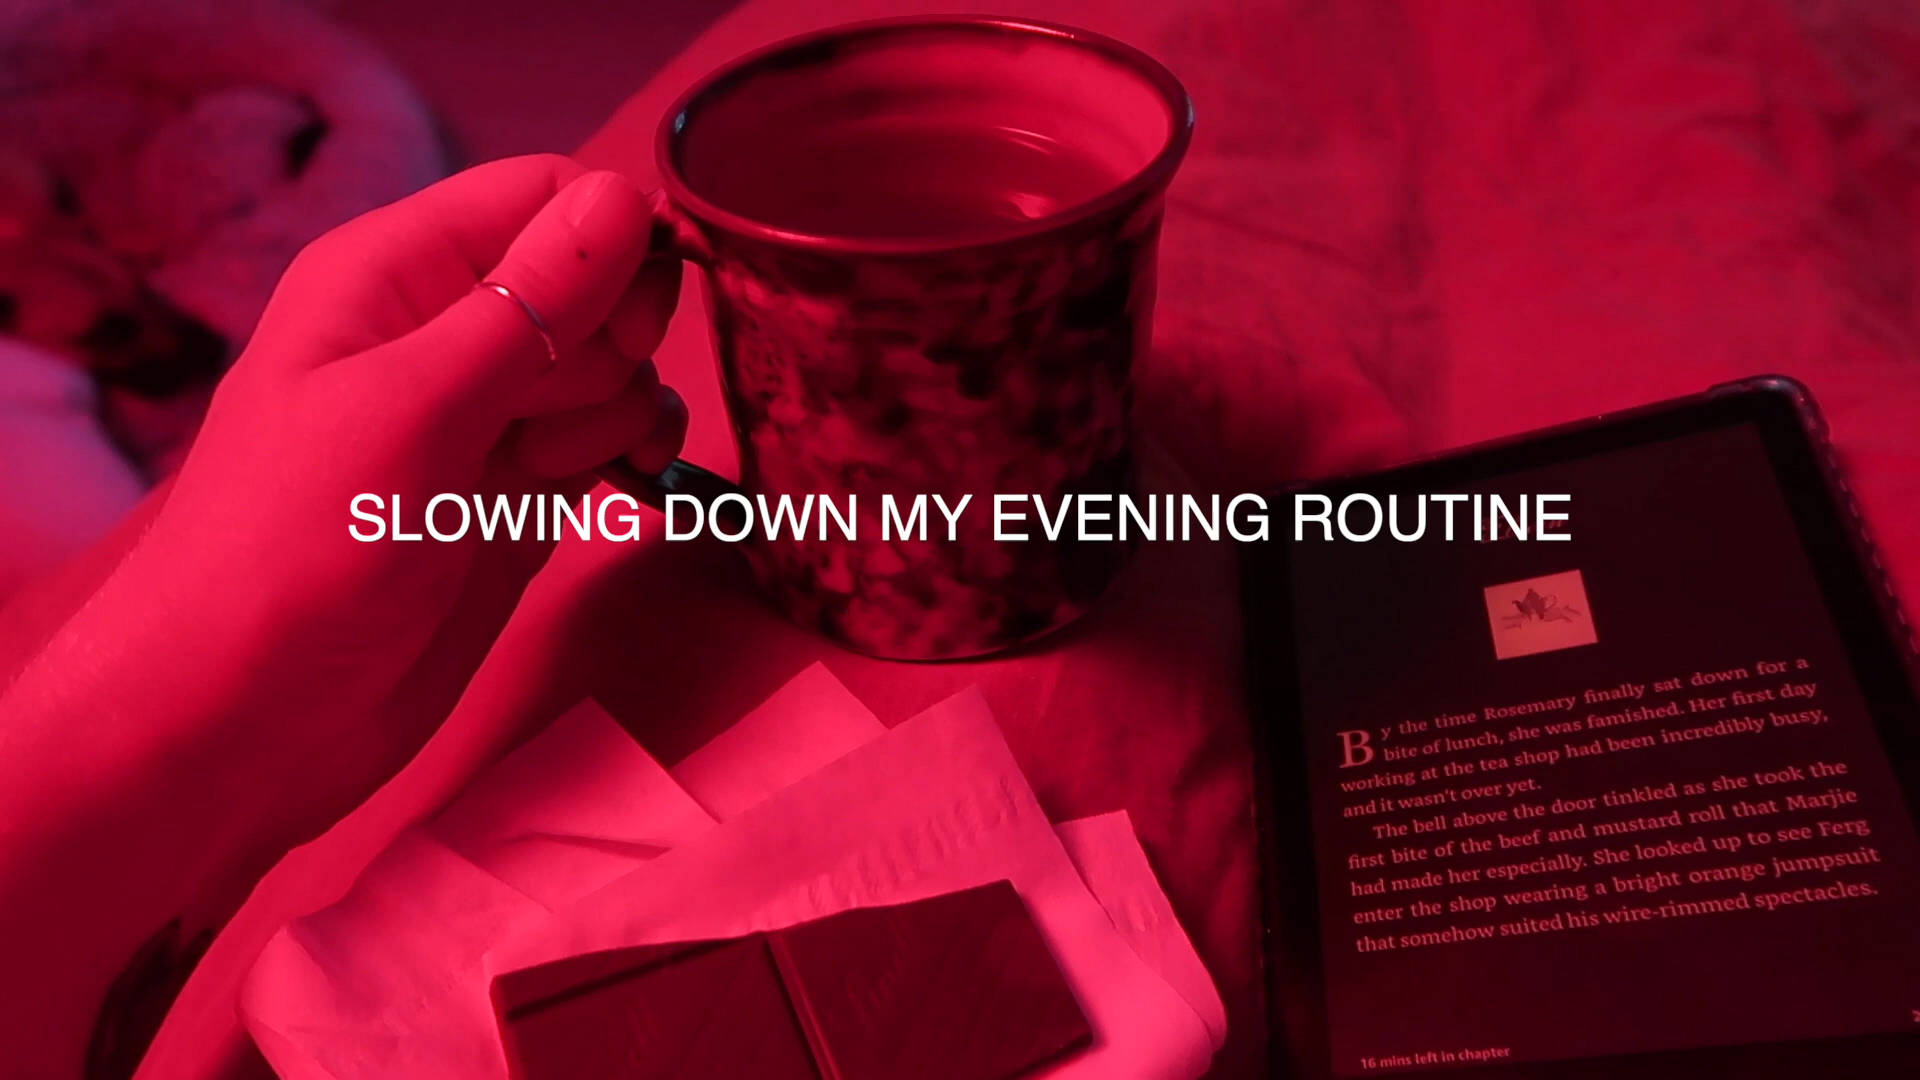 SLOWING DOWN MY EVENING ROUTINE
By the time Rosemary finally sat down for a
bite of lunch, she was famished. Her first day
working at the tea shop had been incredibly busy,
and it wasn't over yet.
The bell above the door tinkled as she took the
first bite of the beef and mustard roll that Marjie
had made her especially. She looked up to see Ferg
enter the shop wearing a bright orange jumpsuit
that somehow suited his wire-rimmed spectacles.
16 mins left in chapter